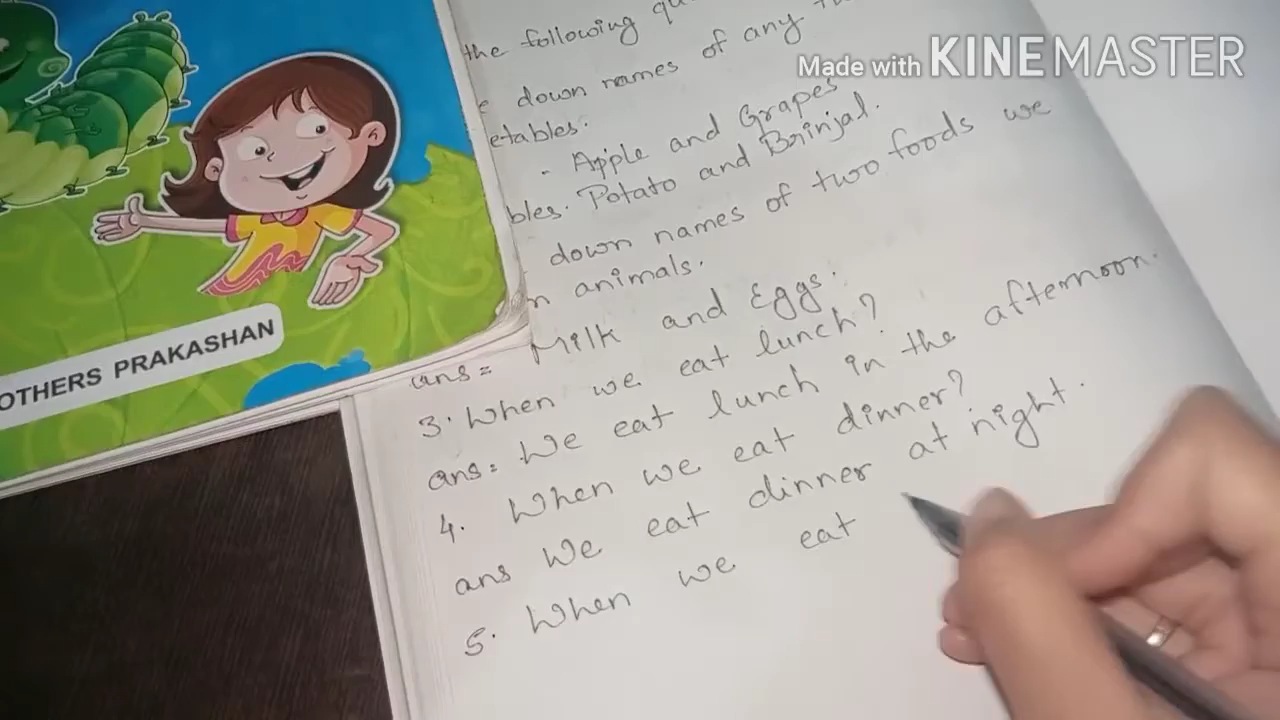 the following
down names of any
etables.
- Apple and Grapes
bles. Potato and Brinjal.
down names of two foods we
n animals.
ans= Milk and Eggs.
3. When we eat lunch?
ans= We eat lunch in the afternoon.
4. When we eat dinner?
ans We eat dinner at night.
5. When we eat
OTHERS PRAKASHAN
Made with KINEMASTER